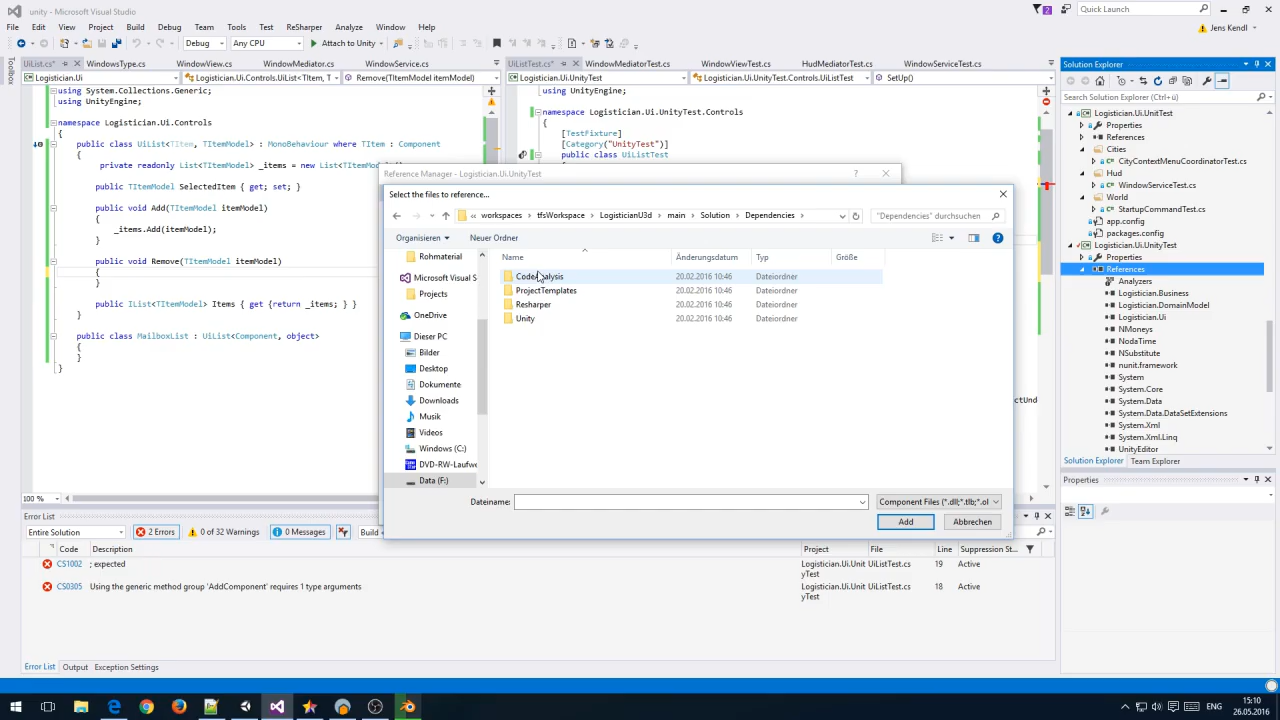 unity - Microsoft Visual Studio
2
Quick Launch
File Edit View Project Build Debug Team Tools Test ReSharper Analyze Window Help
Jens Kendl
Debug Any CPU Attach to Unity
Toolbox
UiList.cs* WindowsType.cs WindowView.cs WindowMediator.cs WindowService.cs
Logistician.Ui Logistician.Ui.Controls.UiList<TItem, TItemModel> Remove(TItemModel itemModel)
using System.Collections.Generic;
using UnityEngine;
namespace Logistician.Ui.Controls
{
public class UiList<TItem, TItemModel> : MonoBehaviour where TItem : Component
{
private readonly List<TItemModel> _items = new List<TItemModel>();
public TItemModel SelectedItem { get; set; }
public void Add(TItemModel itemModel)
{
_items.Add(itemModel);
}
public void Remove(TItemModel itemModel)
{
public IList<TItemModel> Items { get {return _items; } }
}
public class MailboxList : UiList<Component, object>
{
}
}
100 %
UiListTest.cs* WindowMediatorTest.cs WindowViewTest.cs HudMediatorTest.cs WindowServiceTest.cs
Logistician.Ui.UnityTest Logistician.Ui.UnityTest.Controls.UiListTest SetUp()
using UnityEngine;
namespace Logistician.Ui.UnityTest.Controls
{
[TestFixture]
[Category("UnityTest")]
public class UiListTest
Reference Manager - Logistician.Ui.UnityTest
Select the files to reference...
workspaces tfsWorkspace LogisticianU3d main Solution Dependencies
"Dependencies" durchsuchen
Organisieren Neuer Ordner
Rohmaterial
Microsoft Visual S
Projects
OneDrive
Dieser PC
Bilder
Desktop
Dokumente
Downloads
Musik
Videos
Windows (C:)
DVD-RW-Laufwe
Data (F:)
Name Änderungsdatum Typ Größe
CodeAnalysis 20.02.2016 10:46 Dateiordner
ProjectTemplates 20.02.2016 10:46 Dateiordner
Resharper 20.02.2016 10:46 Dateiordner
Unity 20.02.2016 10:46 Dateiordner
Dateiname: Component Files (*.dll;*.tlb;*.ol
Add Abbrechen
Solution Explorer
Search Solution Explorer (Ctrl+ü)
Logistician.Ui.UnitTest
Properties
References
Cities
CityContextMenuCoordinatorTest.cs
Hud
WindowServiceTest.cs
World
StartupCommandTest.cs
app.config
packages.config
Logistician.Ui.UnityTest
Properties
References
Analyzers
Logistician.Business
Logistician.DomainModel
Logistician.Ui
NMoneys
NodaTime
NSubstitute
nunit.framework
System
System.Core
System.Data
System.Data.DataSetExtensions
System.Xml
System.Xml.Linq
UnityEditor
Solution Explorer Team Explorer
Properties
Error List
Entire Solution 2 Errors 0 of 32 Warnings 0 Messages Build
Code Description Project File Line Suppression St...
CS1002 ; expected Logistician.Ui.UnityTest UiListTest.cs 19 Active
CS0305 Using the generic method group 'AddComponent' requires 1 type arguments Logistician.Ui.UnityTest UiListTest.cs 18 Active
Error List Output Exception Settings
ENG
15:10
26.05.2016